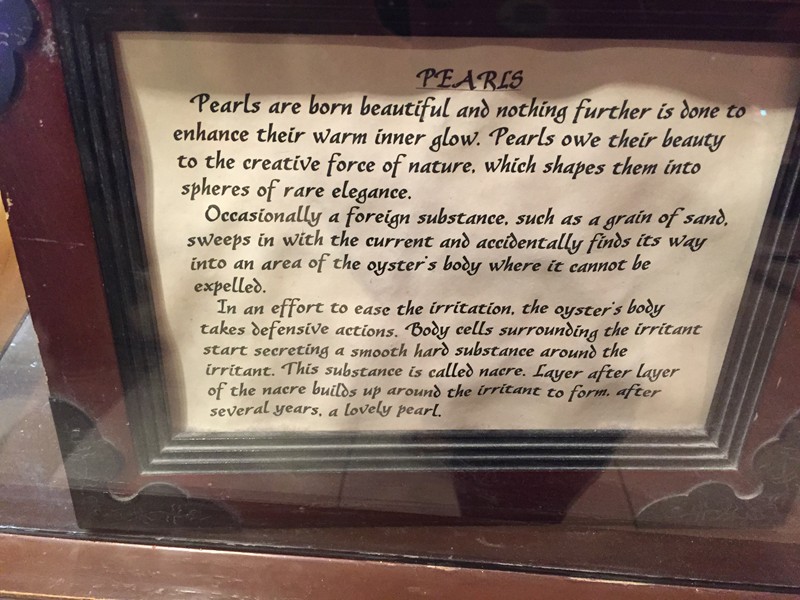 PEARLS
Pearls are born beautiful and nothing further is done to
enhance their warm inner glow. Pearls owe their beauty
to the creative force of nature, which shapes them into
spheres of rare elegance.
Occasionally a foreign substance, such as a grain of sand,
sweeps in with the current and accidentally finds its way
into an area of the oyster's body where it cannot be
expelled.
In an effort to ease the irritation, the oyster's body
takes defensive actions. Body cells surrounding the irritant
start secreting a smooth hard substance around the
irritant. This substance is called nacre. Layer after layer
of the nacre builds up around the irritant to form, after
several years, a lovely pearl.